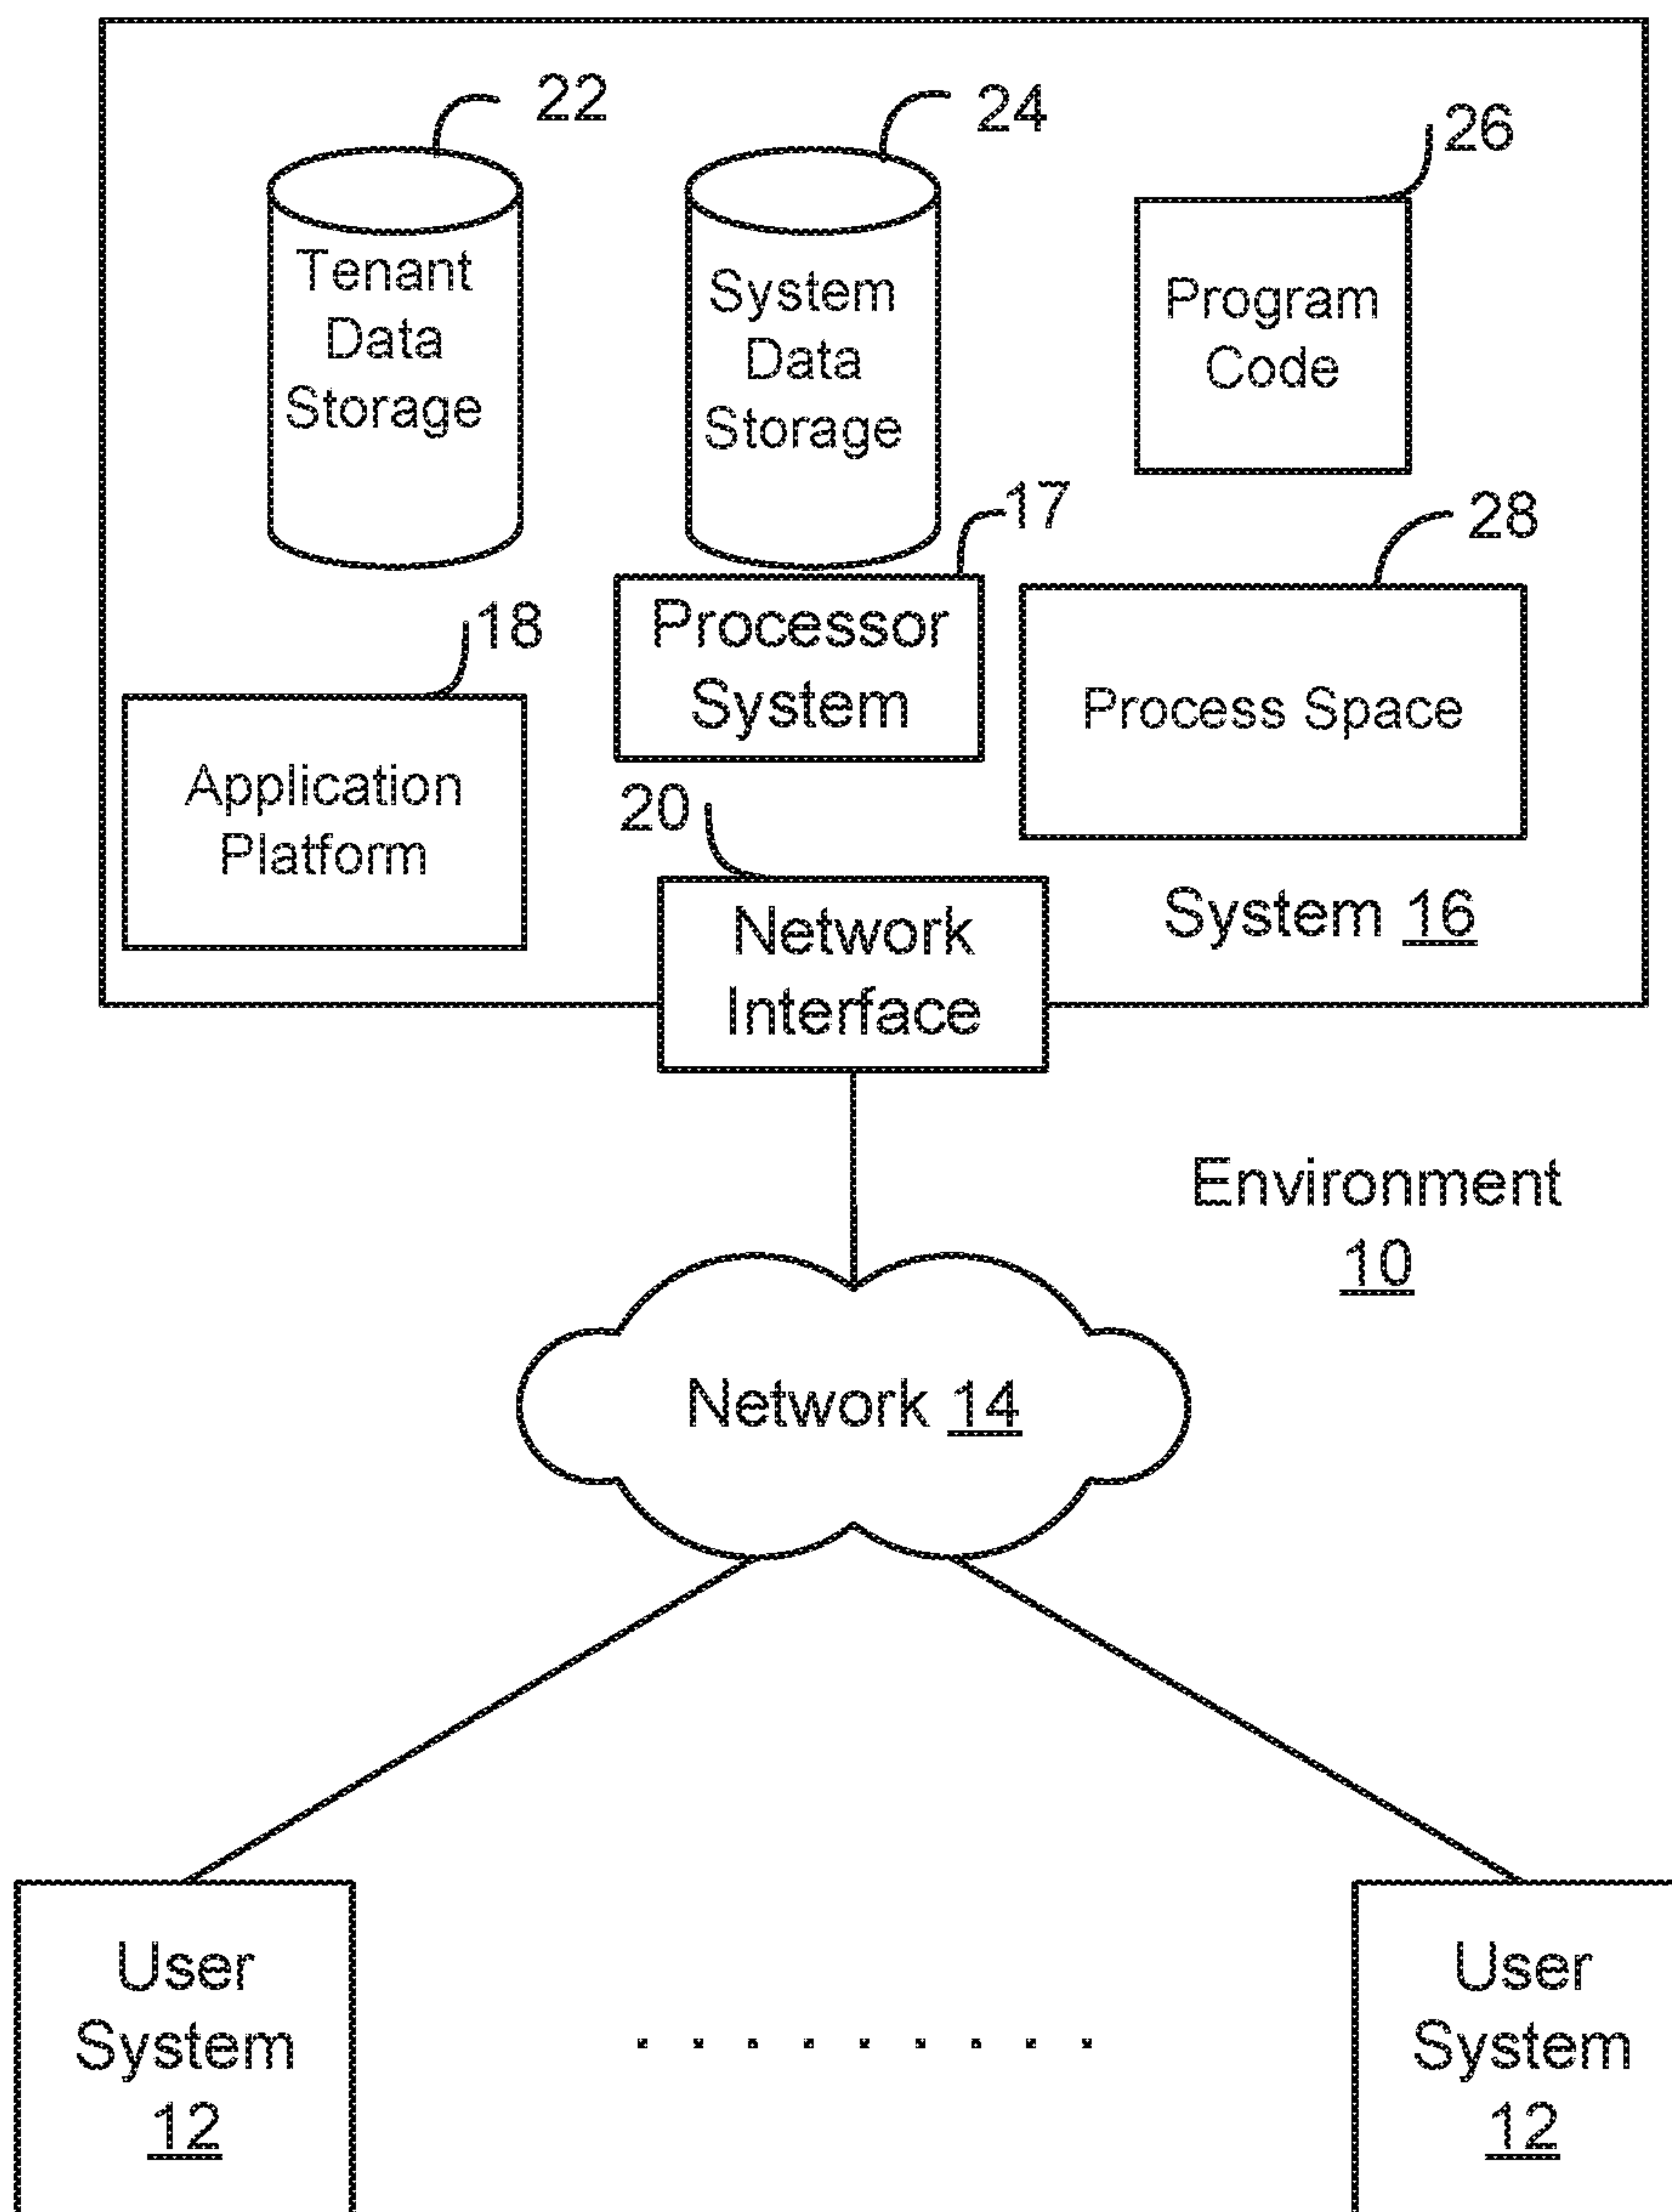 22
24
26
Tenant
Data
Storage
System
Data
Storage
Program
Code
17
28
18
Processor
System
Process Space
Application
Platform
20
Network
Interface
System 16
Environment
10
Network 14
User
System
12
.........
User
System
12